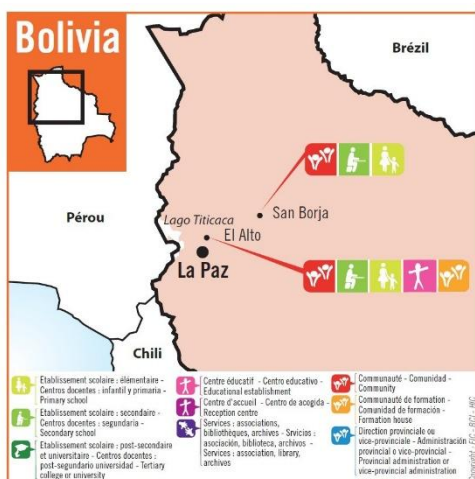 Bolivia
Brézil
San Borja
Lago Titicaca
El Alto
La Paz
Pérou
Chili
Etablissement scolaire : élémentaire -
Centros docentes : infantil y primaria -
Primary school
Etablissement scolaire : secondaire -
Centros docentes : segundaria -
Secondary school
Etablissement scolaire : post-secondaire
et universitaire - Centros docentes :
post-segundario universidad - Tertiary
college or university
Centre éducatif - Centro educativo -
Educational establishment
Centre d'accueil - Centro de acogida -
Reception centre
Services : associations,
bibliothèques, archives - Srvicios :
asociación, biblioteca, archivos -
Services : association, library,
archives
Communauté - Comunidad -
Community
Communauté de formation -
Comunidad de formación -
Formation house
Direction provinciale ou
vice-provinciale - Administración
provincial o vice-provincial -
Provincial administration or
vice-provincial administration